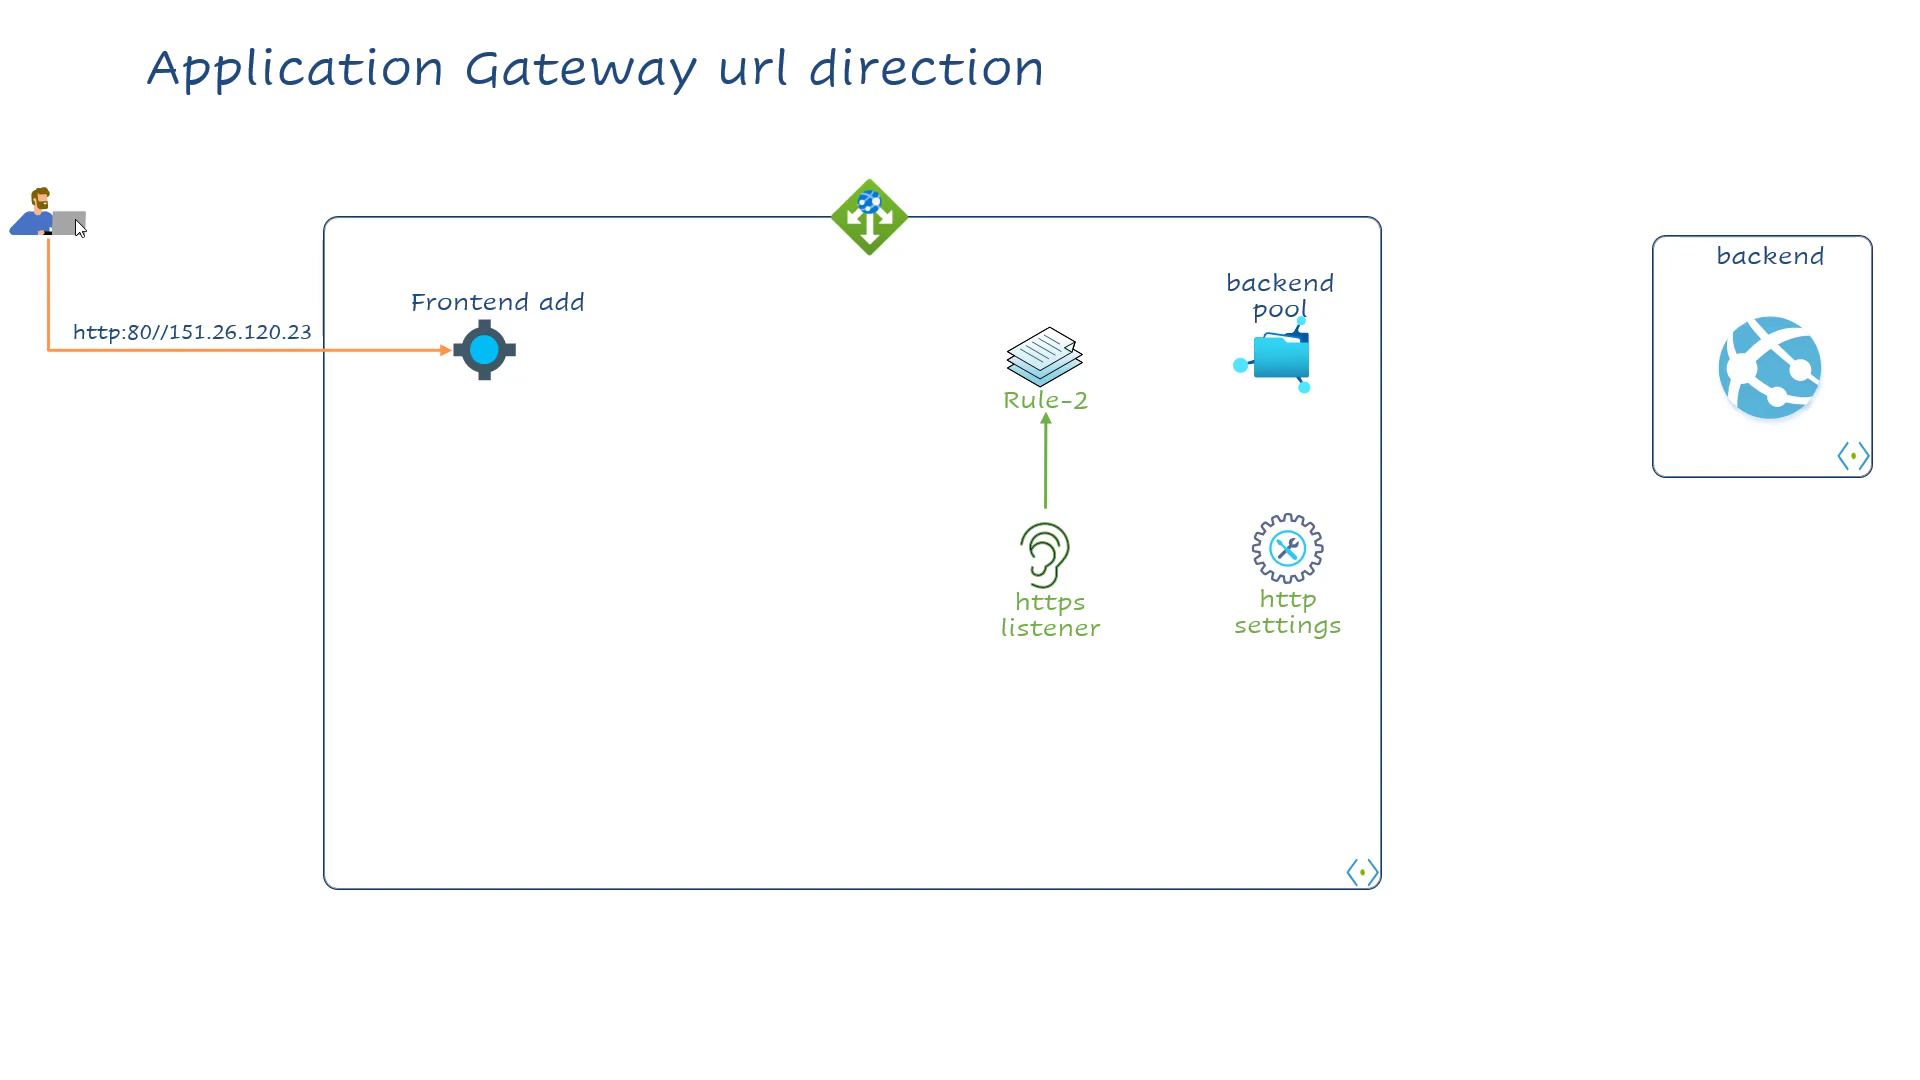 Application Gateway url direction
Frontend add
http:80//151.26.120.23
Rule-2
https
listener
backend
pool
http
settings
backend